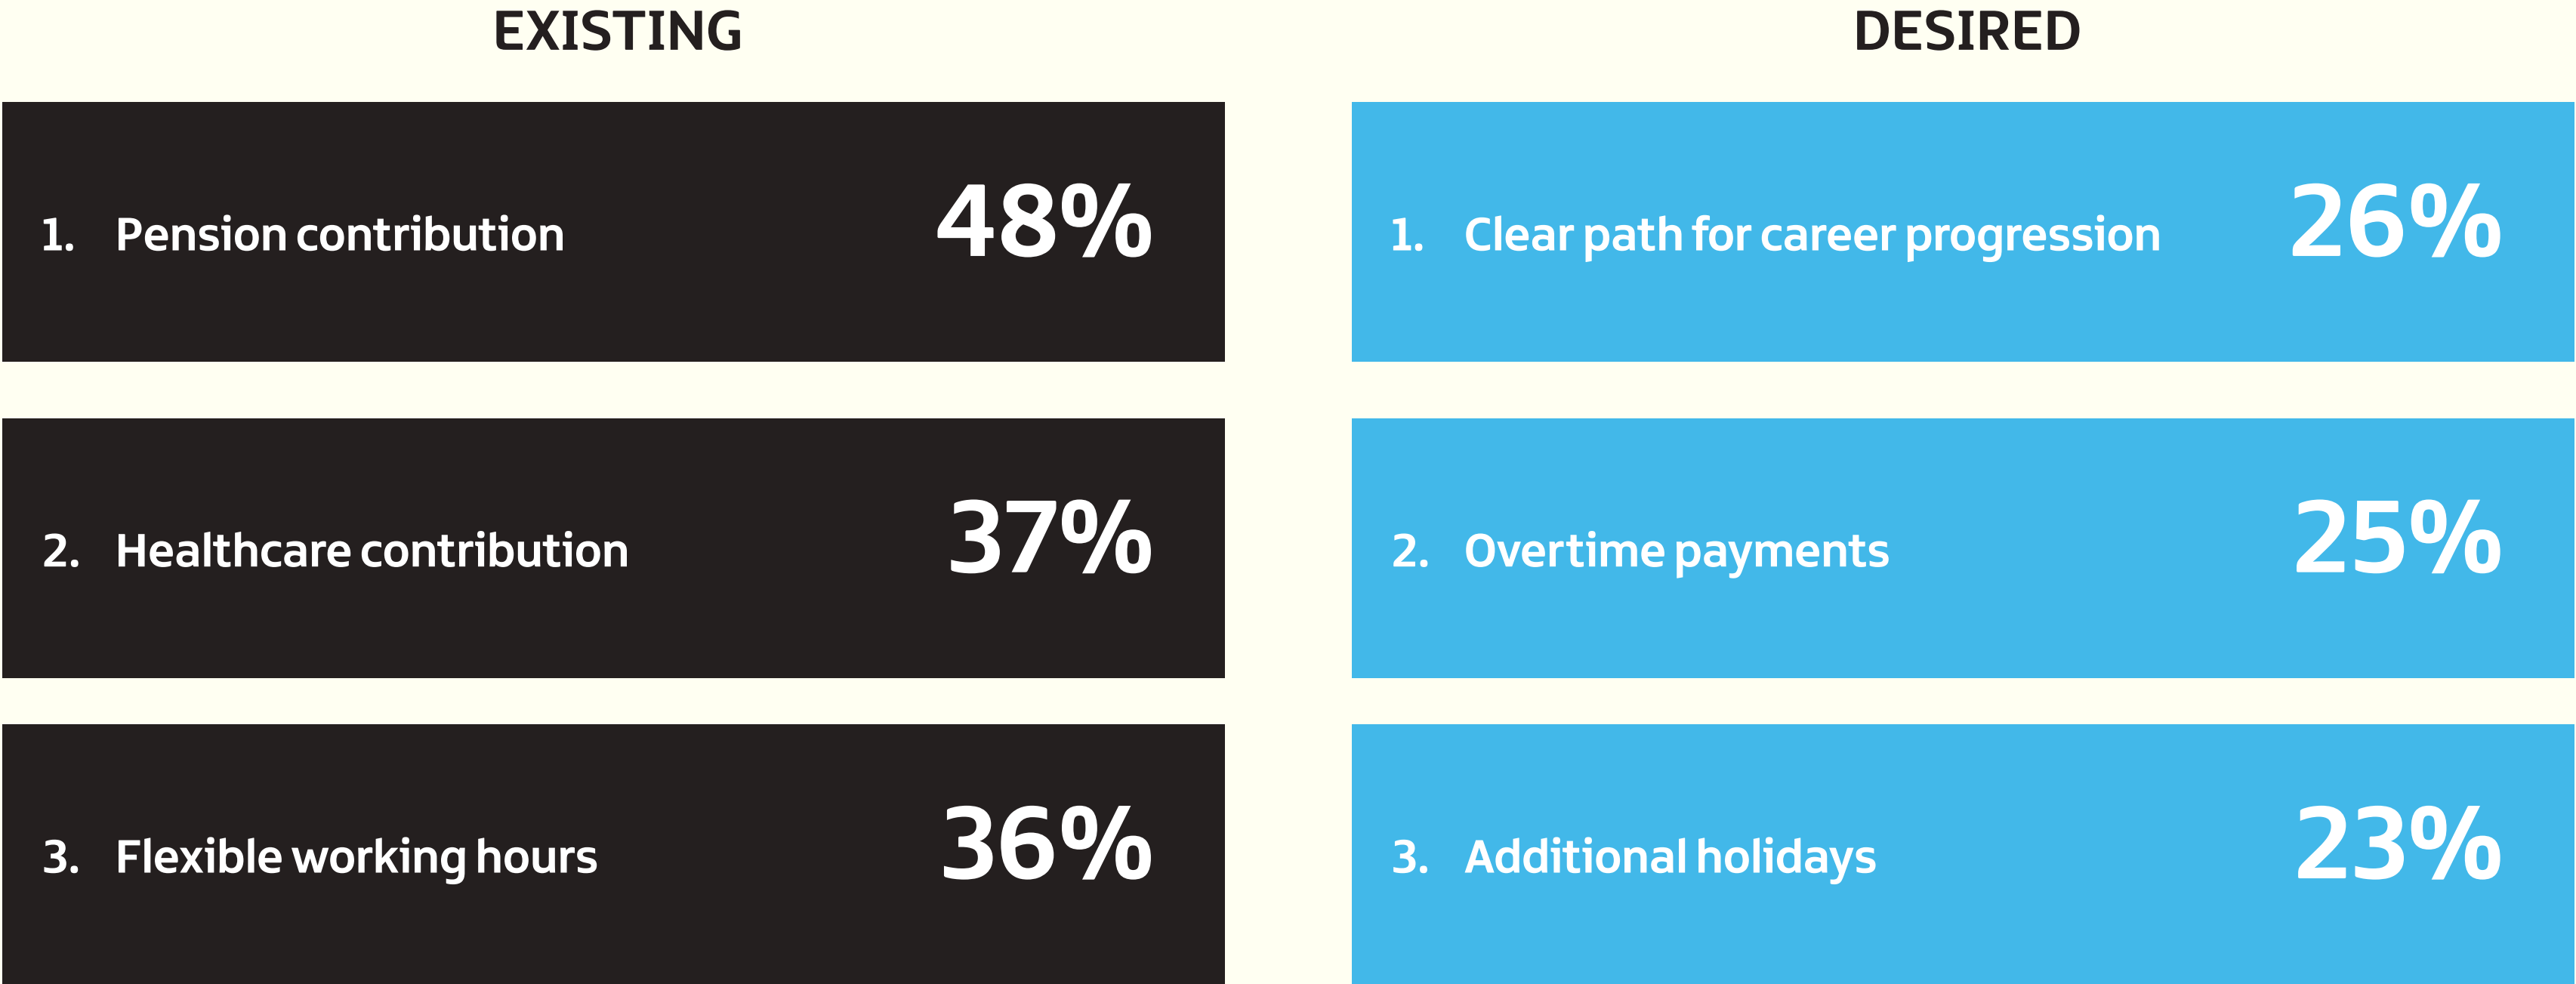 EXISTING
1. Pension contribution 48%
2. Healthcare contribution 37%
3. Flexible working hours 36%
DESIRED
1. Clear path for career progression 26%
2. Overtime payments 25%
3. Additional holidays 23%